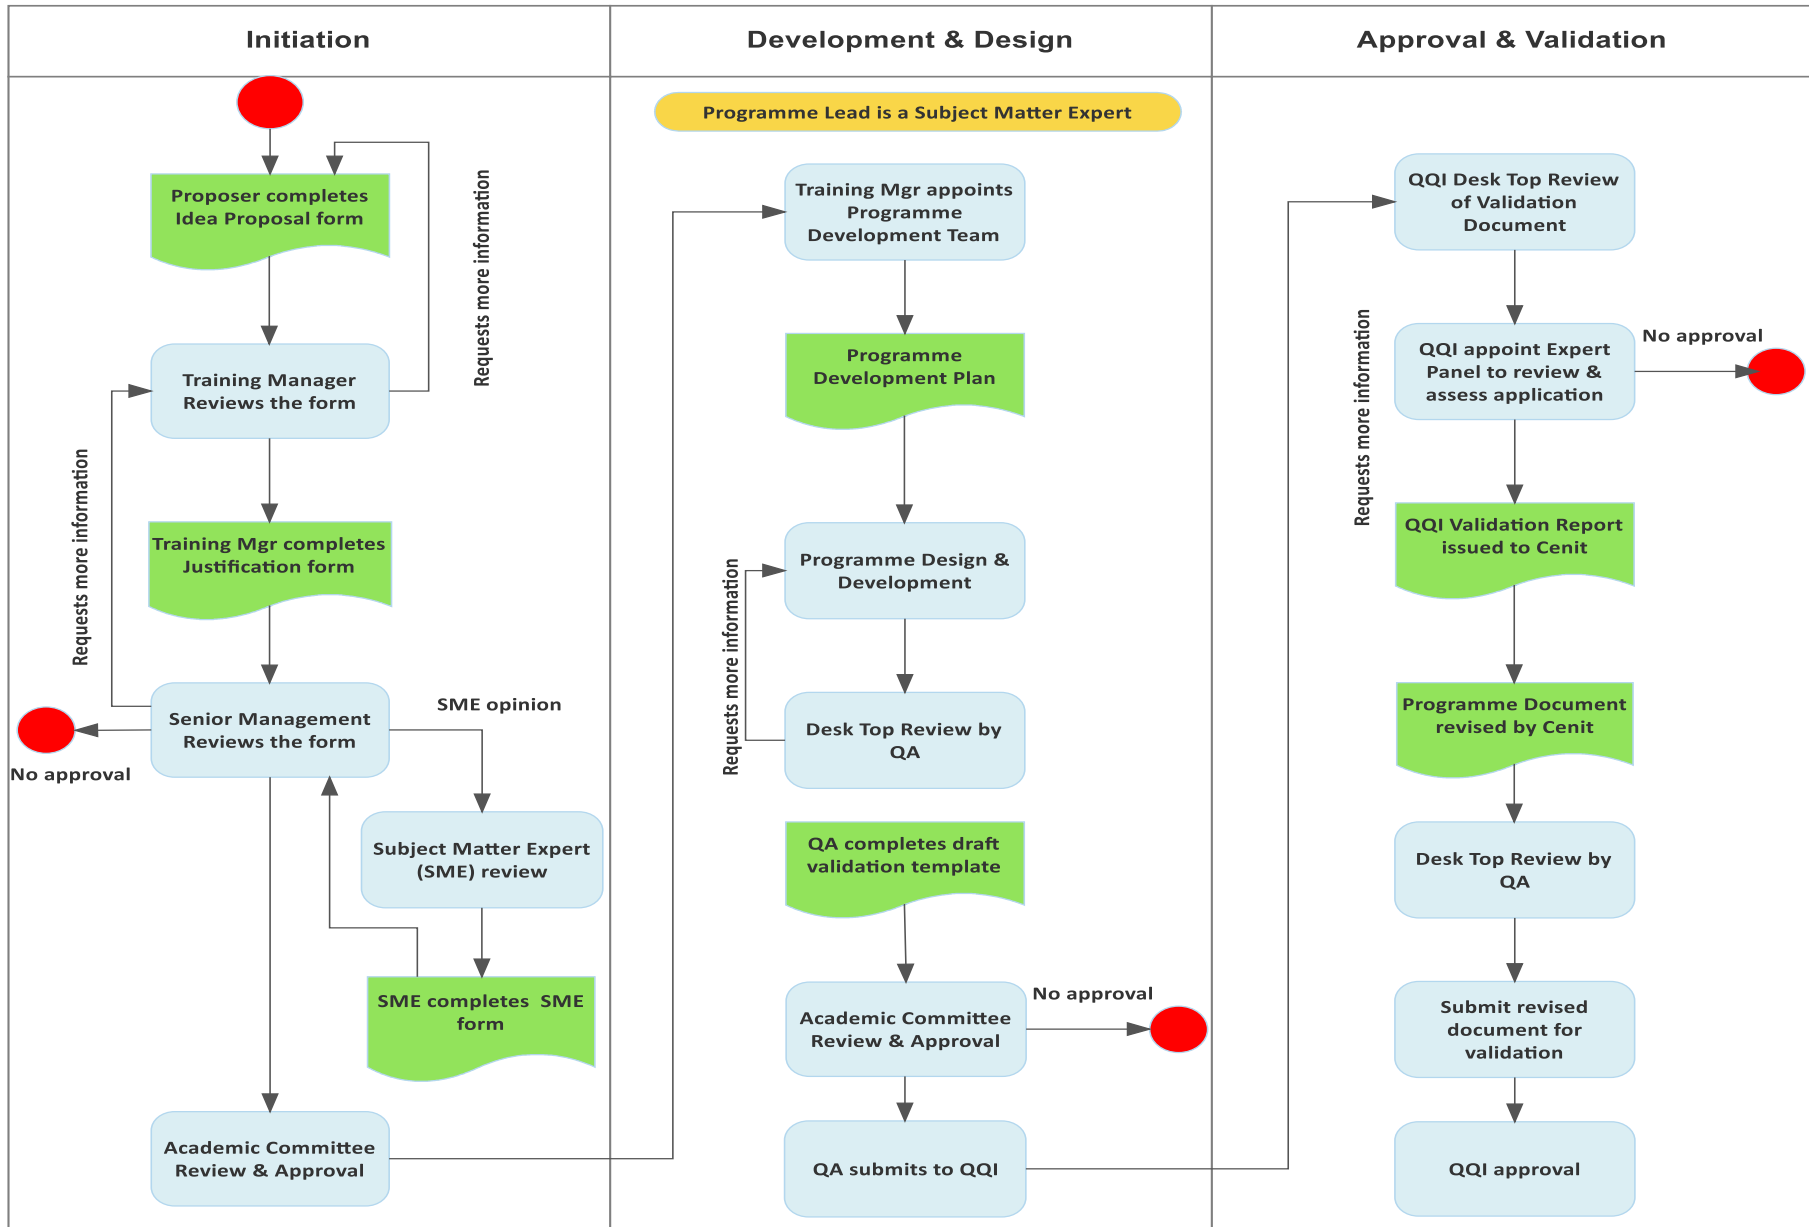 Initiation
Development & Design
Approval & Validation
Proposer completes
Idea Proposal form
Requests more information
Training Manager
Reviews the form
Requests more information
Training Mgr completes
Justification form
Senior Management
Reviews the form
No approval
SME opinion
Subject Matter Expert
(SME) review
SME completes SME
form
Academic Committee
Review & Approval
Programme Lead is a Subject Matter Expert
Training Mgr appoints
Programme
Development Team
Programme
Development Plan
Programme Design &
Development
Requests more information
Desk Top Review by
QA
QA completes draft
validation template
Academic Committee
Review & Approval
No approval
QA submits to QQI
QQI Desk Top Review
of Validation
Document
Requests more information
QQI appoint Expert
Panel to review &
assess application
No approval
QQI Validation Report
issued to Cenit
Programme Document
revised by Cenit
Desk Top Review by
QA
Submit revised
document for
validation
QQI approval